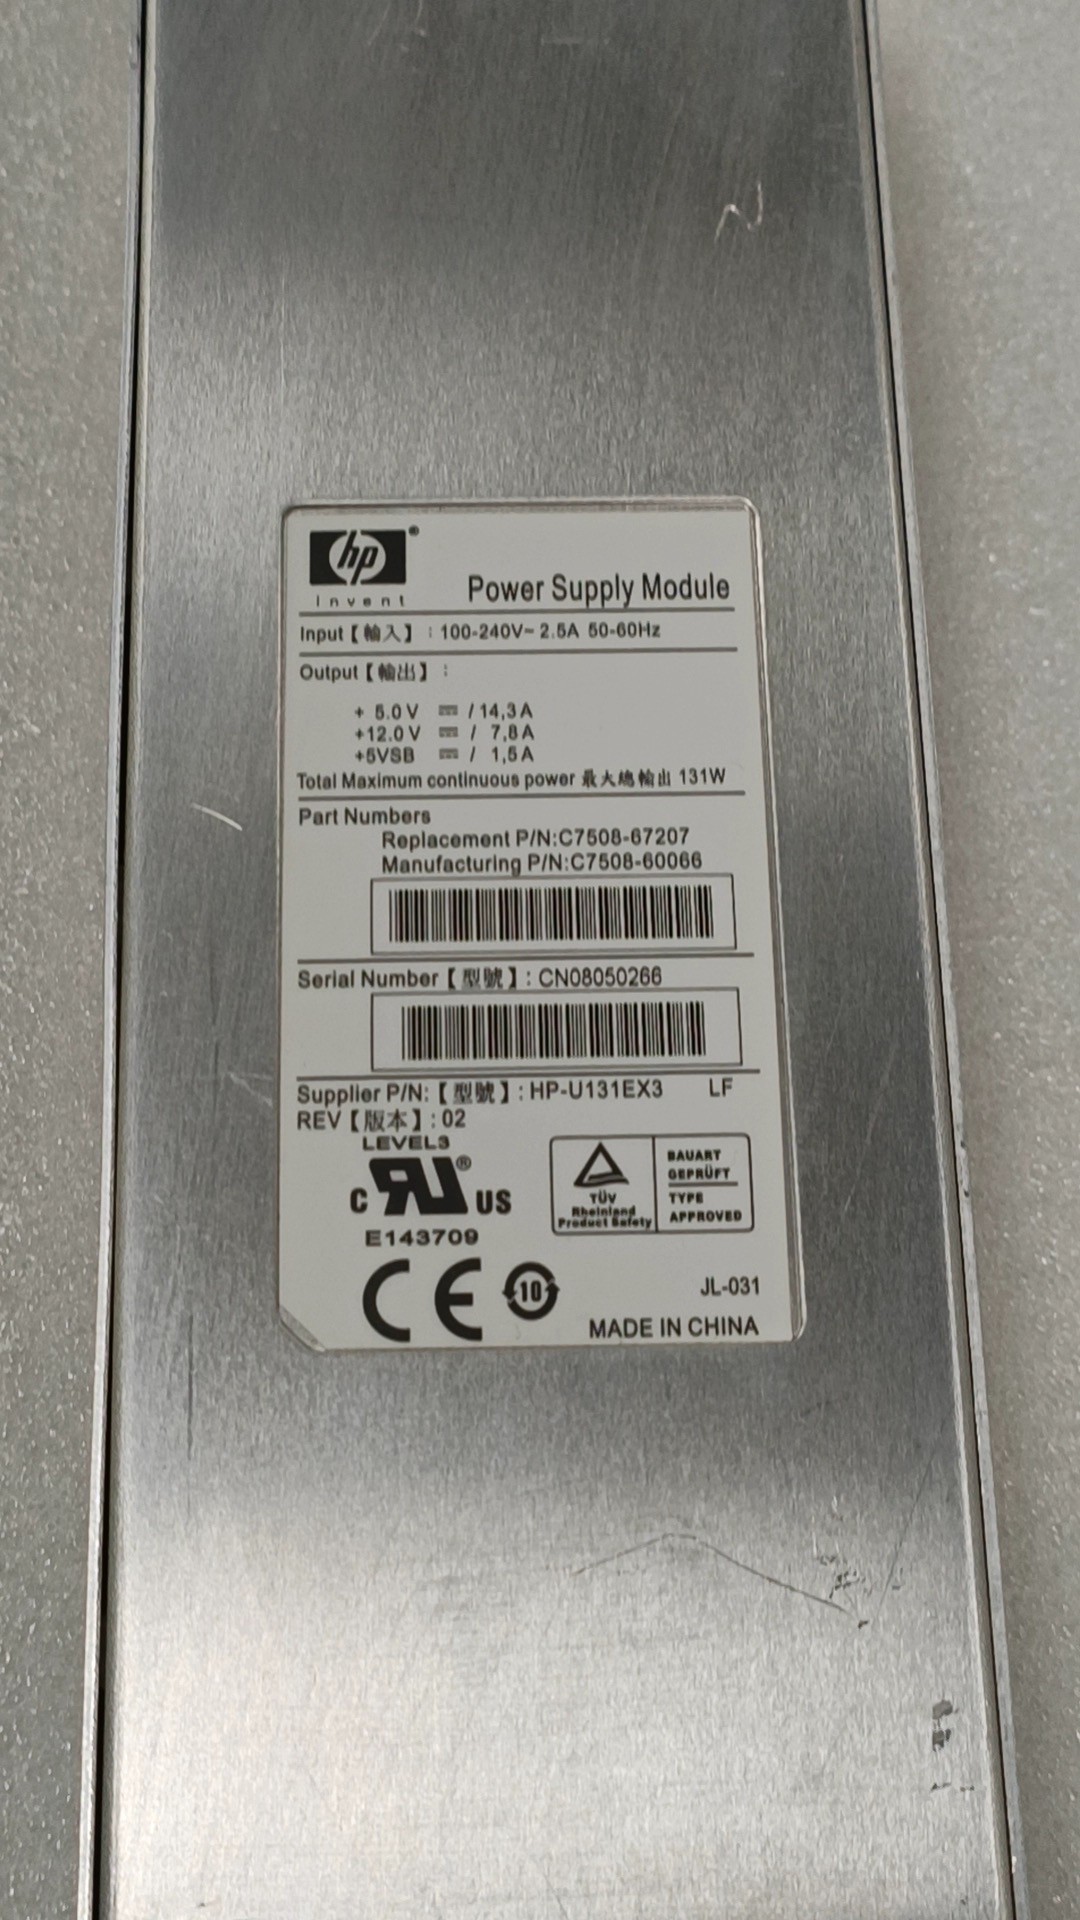 hp®
invent
Power Supply Module
Input【輸入】 : 100-240V~ 2.5A 50-60Hz
Output【輸出】 :
+ 5.0V ⎓ / 14,3A
+12.0V ⎓ / 7,8A
+5VSB ⎓ / 1,5A
Total Maximum continuous power 最大總輸出 131W
Part Numbers
Replacement P/N:C7508-67207
Manufacturing P/N:C7508-60066
Serial Number【型號】: CN08050266
Supplier P/N:【型號】: HP-U131EX3 LF
REV【版本】: 02
LEVEL3
C RU® US
E143709
TÜV
Rheinland
Product Safety
BAUART
GEPRÜFT
TYPE
APPROVED
CE 10
JL-031
MADE IN CHINA